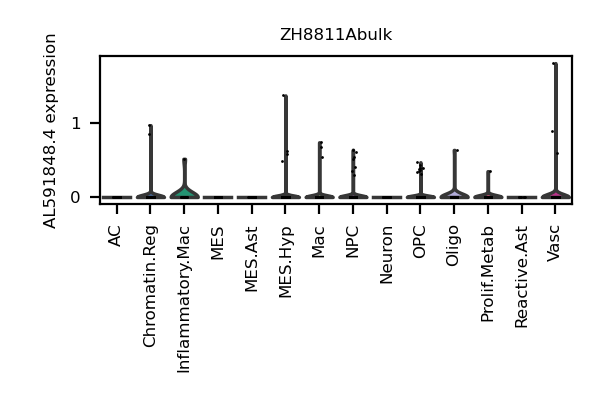 ZH8811Abulk
AL591848.4 expression
1
0
AC
Chromatin.Reg
Inflammatory.Mac
MES
MES.Ast
MES.Hyp
Mac
NPC
Neuron
OPC
Oligo
Prolif.Metab
Reactive.Ast
Vasc